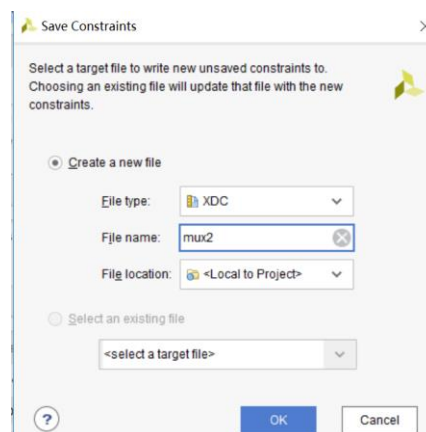 Save Constraints
Select a target file to write new unsaved constraints to.
Choosing an existing file will update that file with the new
constraints.
Create a new file
File type:
XDC
File name:
mux2
File location:
<Local to Project>
Select an existing file
<select a target file>
?
OK
Cancel